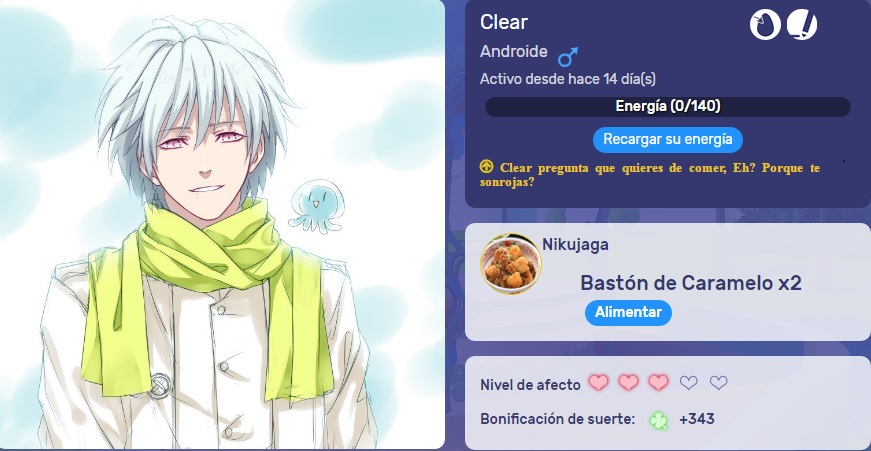 Clear
Androide
Activo desde hace 14 día(s)
Energía (0/140)
Recargar su energía
Clear pregunta que quieres de comer, Eh? Porque te
sonrojas?
Nikujaga
Bastón de Caramelo x2
Alimentar
Nivel de afecto
Bonificación de suerte: +343